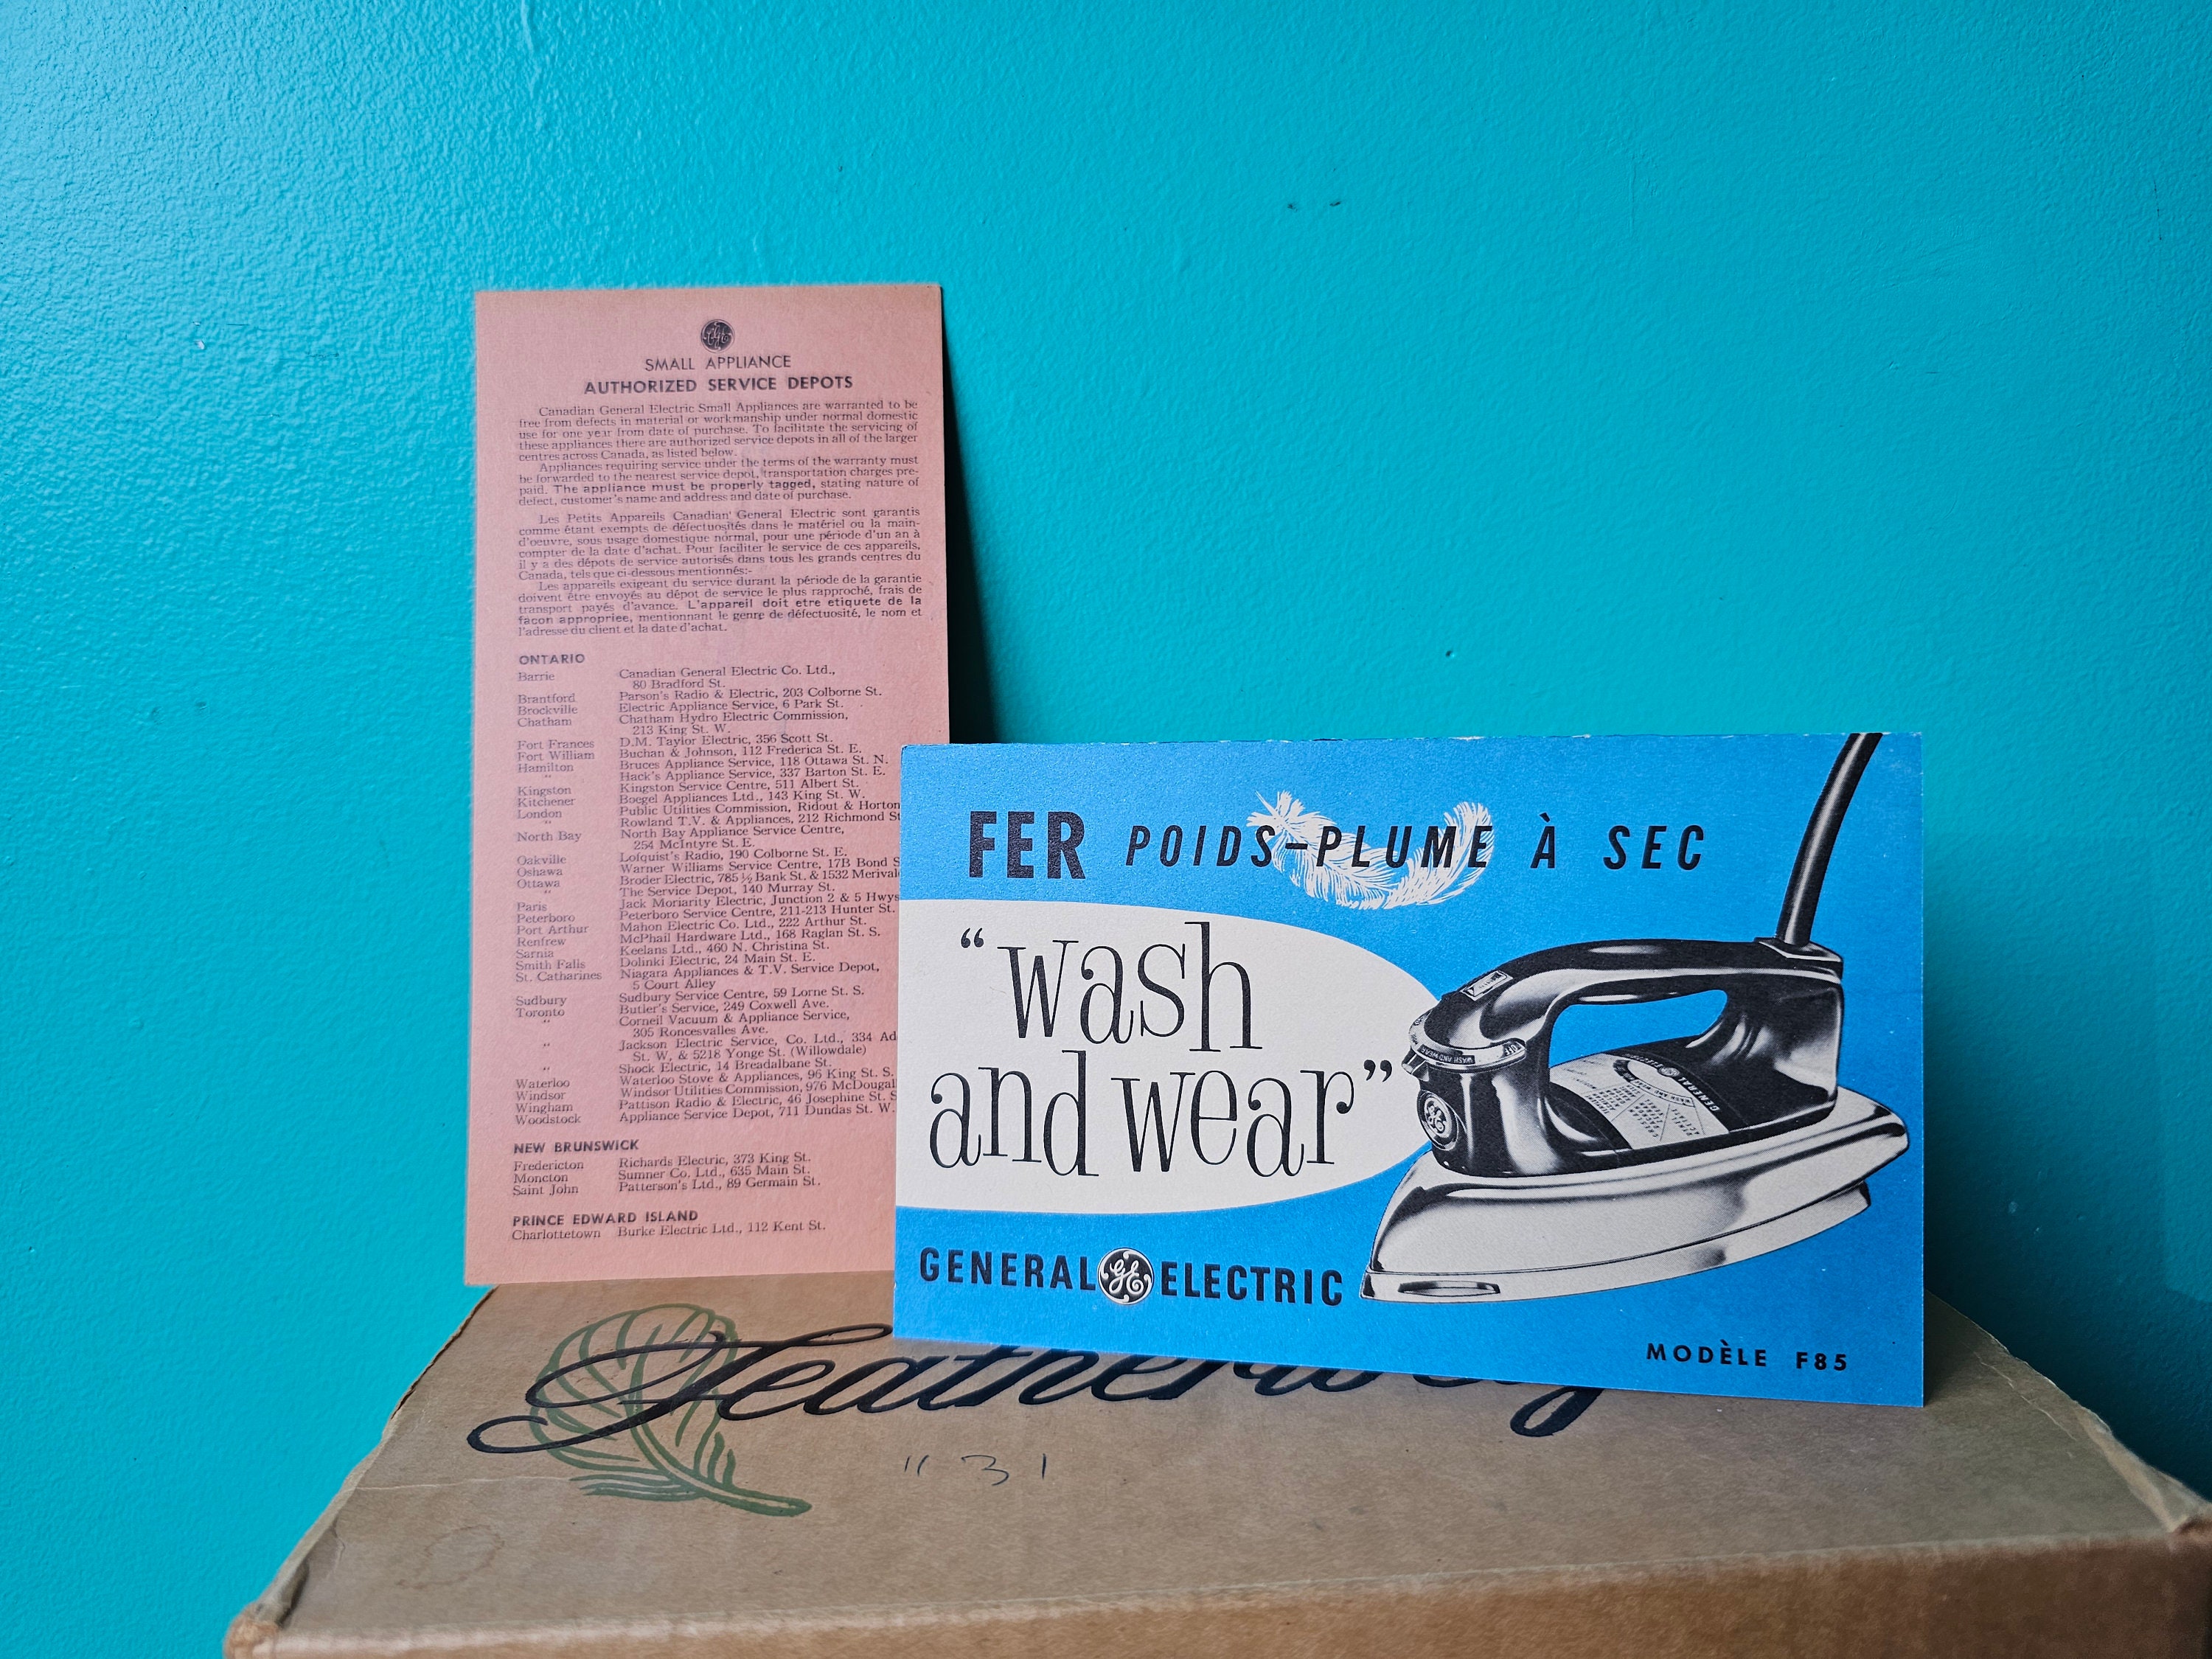 SMALL APPLIANCE
AUTHORIZED SERVICE DEPOTS
Canadian General Electric Small Appliances are warranted to be
free from defects in material or workmanship under normal domestic
use for one year from date of purchase. To facilitate the servicing of
these appliances there are authorized service depots in all of the larger
centres across Canada, as listed below.
Appliances requiring service under the terms of the warranty must
be forwarded to the nearest service depot, transportation charges pre-
paid. The appliance must be properly tagged, stating nature of
defect, customer's name and address and date of purchase.
Les Petits Appareils Canadian General Electric sont garantis
comme étant exempts de défectuosités dans le matériel ou la main-
d'oeuvre, sous usage domestique normal, pour une période d'un an à
compter de la date d'achat. Pour faciliter le service de ces appareils,
il y a des dépots de service autorisés dans tous les grands centres du
Canada, tels que ci-dessous mentionnés:-
Les appareils exigeant du service durant la période de la garantie
doivent être envoyés au dépot de service le plus rapproché, frais de
transport payés d'avance. L'appareil doit etre etiquete de la
facon appropriee, mentionnant le genre de défectuosité, le nom et
l'adresse du client et la date d'achat.
ONTARIO
Barrie Canadian General Electric Co. Ltd.,
80 Bradford St.
Brantford Parson's Radio & Electric, 203 Colborne St.
Brockville Electric Appliance Service, 6 Park St.
Chatham Chatham Hydro Electric Commission,
213 King St. W.
Fort Frances D.M. Taylor Electric, 356 Scott St.
Fort William Buchan & Johnson, 112 Frederica St. E.
Hamilton Bruces Appliance Service, 118 Ottawa St. N.
" Hack's Appliance Service, 337 Barton St. E.
Kingston Kingston Service Centre, 511 Albert St.
Kitchener Boegel Appliances Ltd., 143 King St. W.
London Public Utilities Commission, Ridout & Horton
" Rowland T.V. & Appliances, 212 Richmond St
North Bay North Bay Appliance Service Centre,
254 McIntyre St. E.
Oakville Lofquist's Radio, 190 Colborne St. E.
Oshawa Warner Williams Service Centre, 17B Bond S
Ottawa Broder Electric, 785 ½ Bank St. & 1532 Merival
" The Service Depot, 140 Murray St.
Paris Jack Moriarity Electric, Junction 2 & 5 Hwys
Peterboro Peterboro Service Centre, 211-213 Hunter St.
Port Arthur Mahon Electric Co. Ltd., 222 Arthur St.
Renfrew McPhail Hardware Ltd., 168 Raglan St. S.
Sarnia Keelans Ltd., 460 N. Christina St.
Smith Falls Dolinki Electric, 24 Main St. E.
St. Catharines Niagara Appliances & T.V. Service Depot,
5 Court Alley
Sudbury Sudbury Service Centre, 59 Lorne St. S.
Toronto Butler's Service, 249 Coxwell Ave.
" Corneil Vacuum & Appliance Service,
305 Roncesvalles Ave.
" Jackson Electric Service, Co. Ltd., 334 Ad
St. W. & 5218 Yonge St. (Willowdale)
" Shock Electric, 14 Breadalbane St.
Waterloo Waterloo Stove & Appliances, 96 King St. S.
Windsor Windsor Utilities Commission, 976 McDougal
Wingham Pattison Radio & Electric, 46 Josephine St. S
Woodstock Appliance Service Depot, 711 Dundas St. W.
NEW BRUNSWICK
Fredericton Richards Electric, 373 King St.
Moncton Sumner Co. Ltd., 635 Main St.
Saint John Patterson's Ltd., 89 Germain St.
PRINCE EDWARD ISLAND
Charlottetown Burke Electric Ltd., 112 Kent St.
FER POIDS-PLUME À SEC
"wash
and wear"
GENERAL GE ELECTRIC
MODÈLE F85
WASH AND WEAR
GENERAL ELECTRIC
Featherw